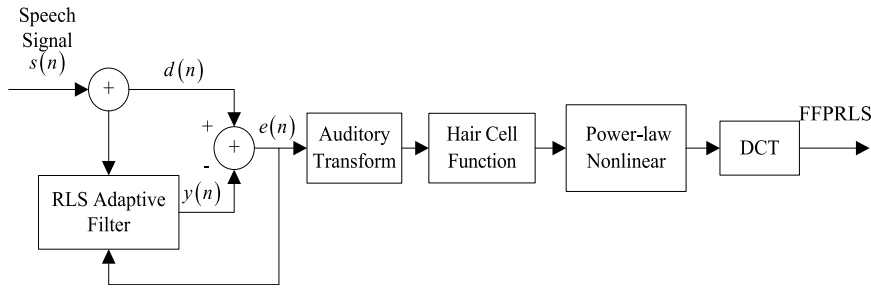 Speech
Signal
s(n)
+
d(n)
+
-
+
e(n)
RLS Adaptive
Filter
y(n)
Auditory
Transform
Hair Cell
Function
Power-law
Nonlinear
DCT
FFPRLS